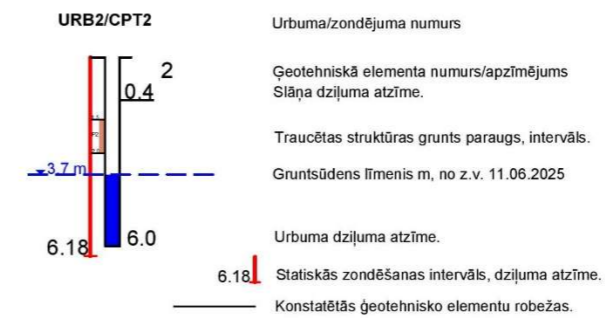 URB2/CPT2
Urbuma/zondējuma numurs
2
Ģeotehniskā elementa numurs/apzīmējums
0.4
Slāņa dziļuma atzīme.
Traucētas struktūras grunts paraugs, intervāls.
3.7 m
Gruntsūdens līmenis m, no z.v. 11.06.2025
6.18
6.0
Urbuma dziļuma atzīme.
6.18
Statiskās zondēšanas intervāls, dziļuma atzīme.
Konstatētās ģeotehnisko elementu robežas.